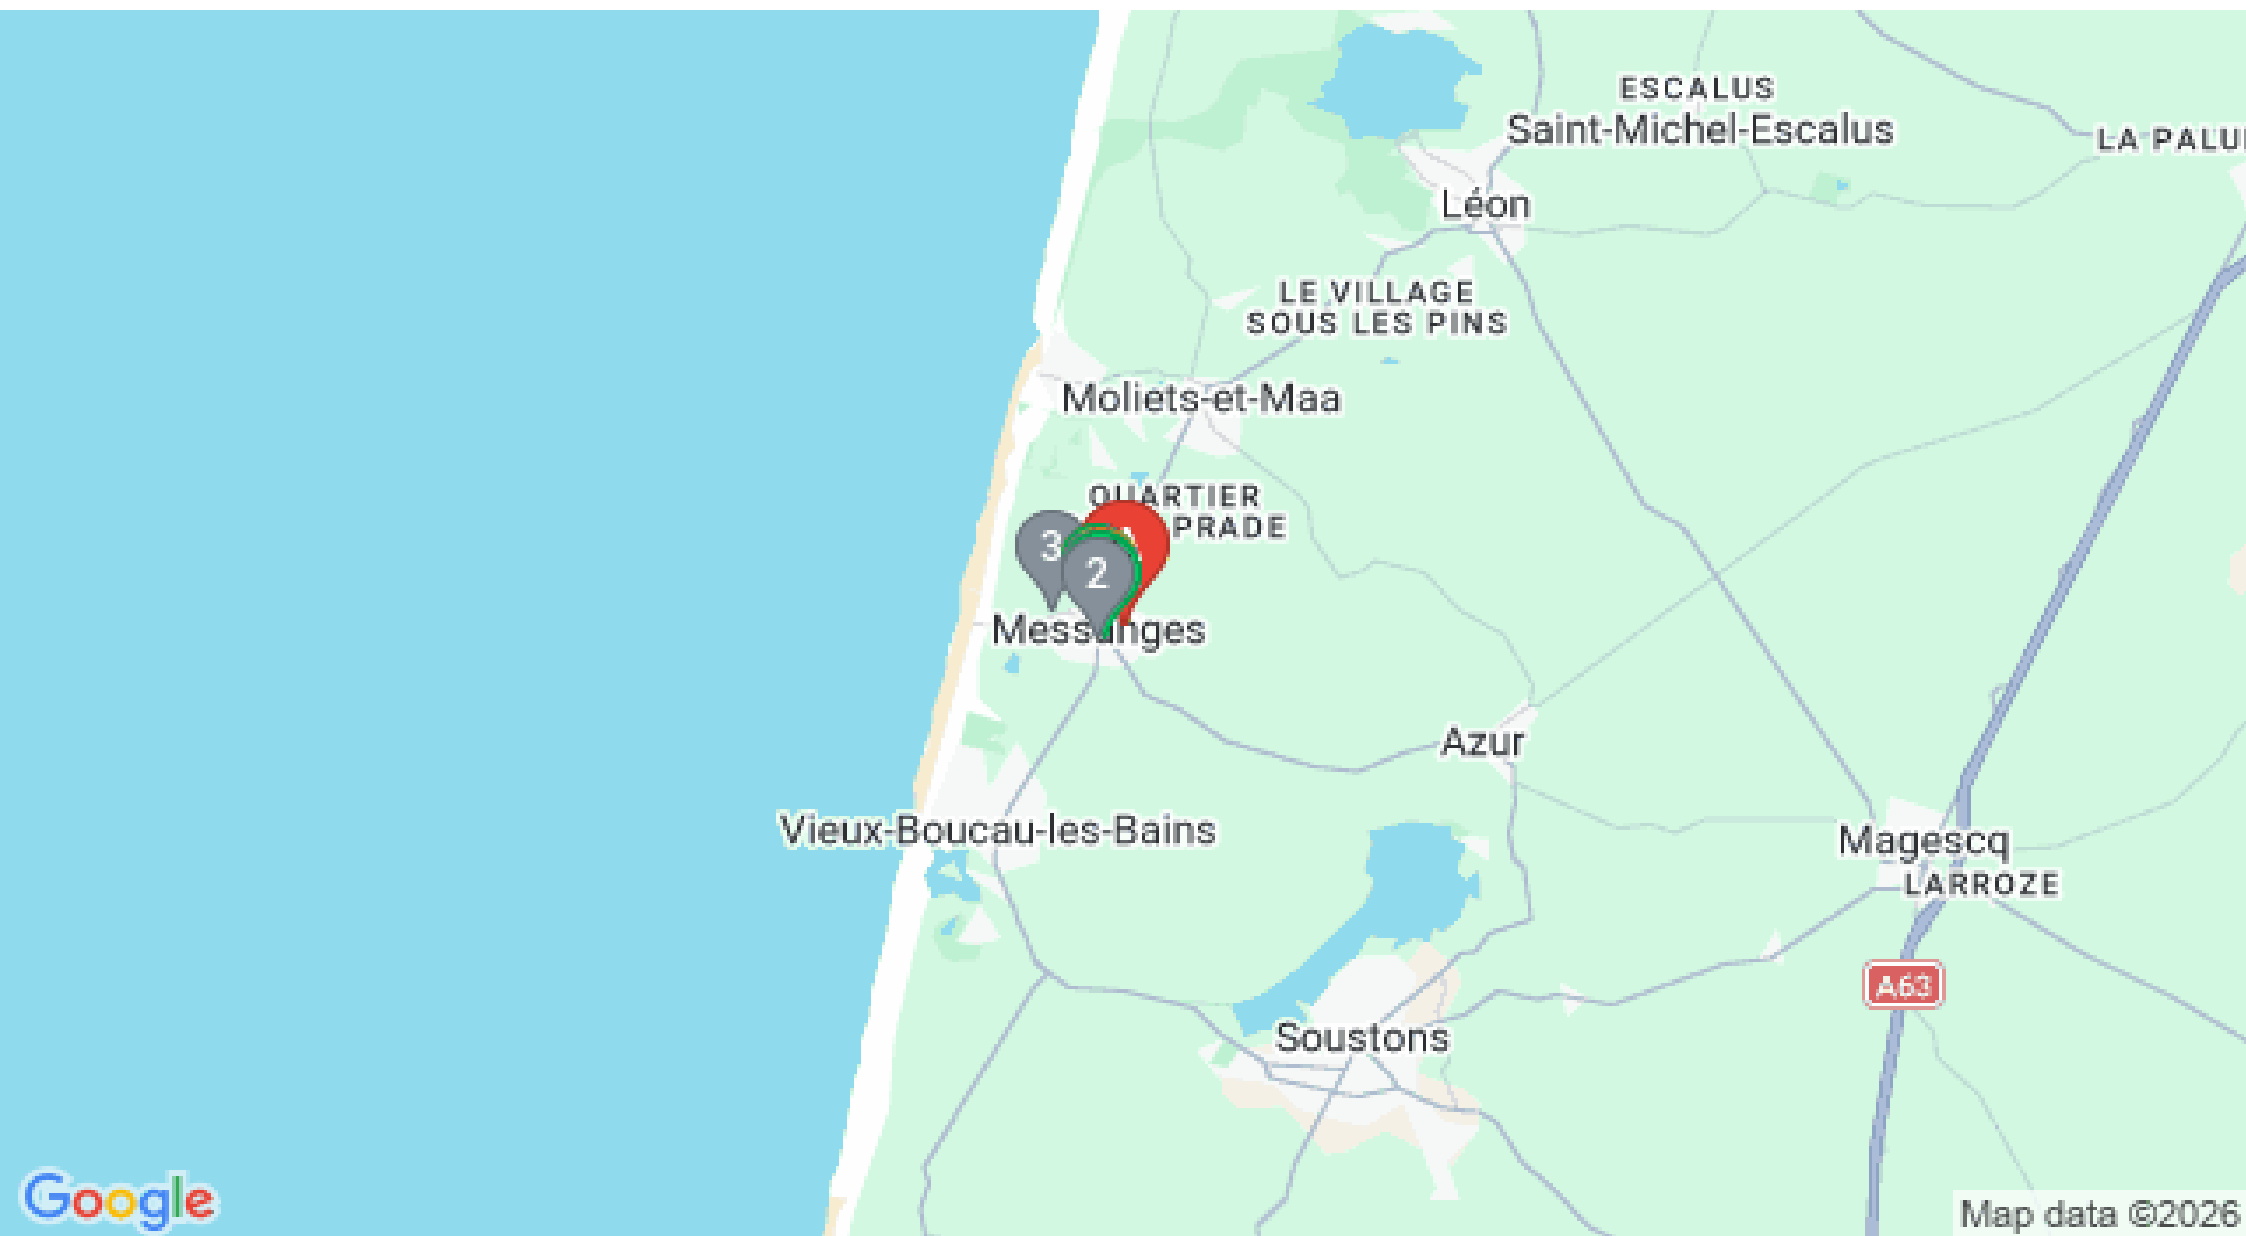 ESCALUS
Saint-Michel-Escalus
LA PALU
Léon
LE VILLAGE
SOUS LES PINS
Moliets-et-Maa
QUARTIER
PRADE
3
2
Messanges
Azur
Vieux-Boucau-les-Bains
Magescq
LARROZE
A63
Soustons
Google
Map data ©2026